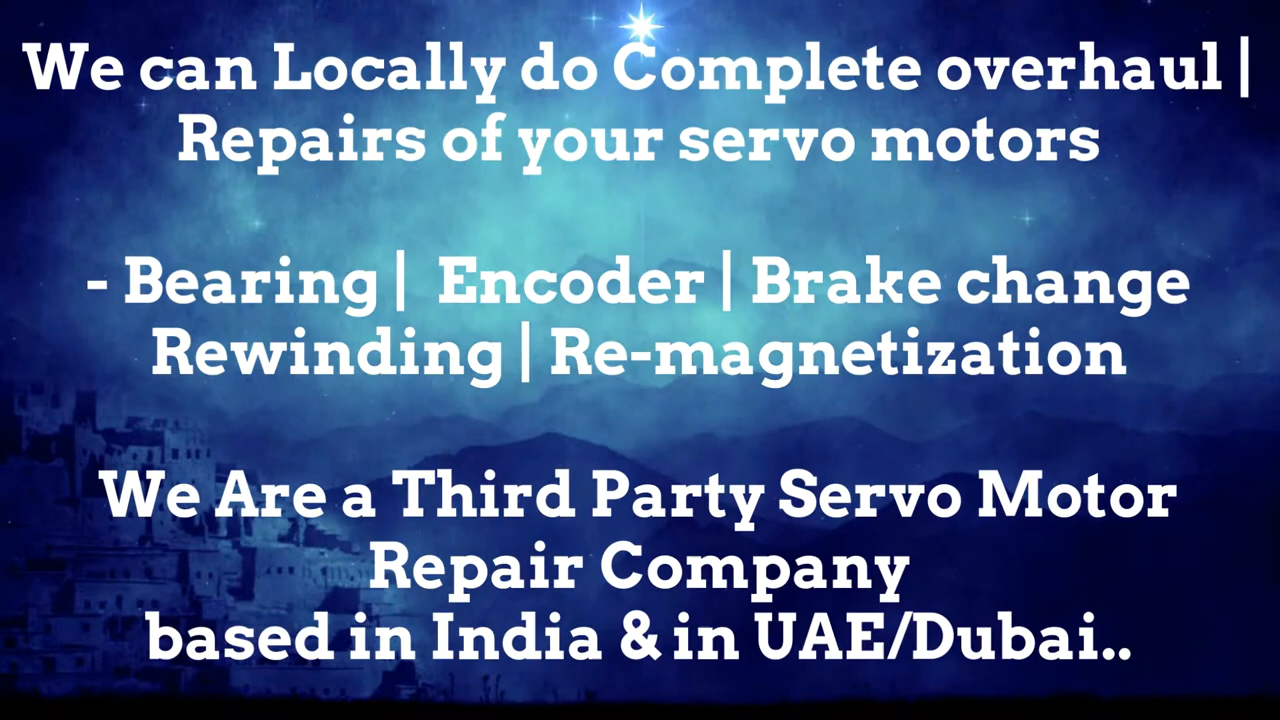 We can Locally do Complete overhaul |
Repairs of your servo motors
- Bearing | Encoder | Brake change
Rewinding | Re-magnetization
We Are a Third Party Servo Motor
Repair Company
based in India & in UAE/Dubai..